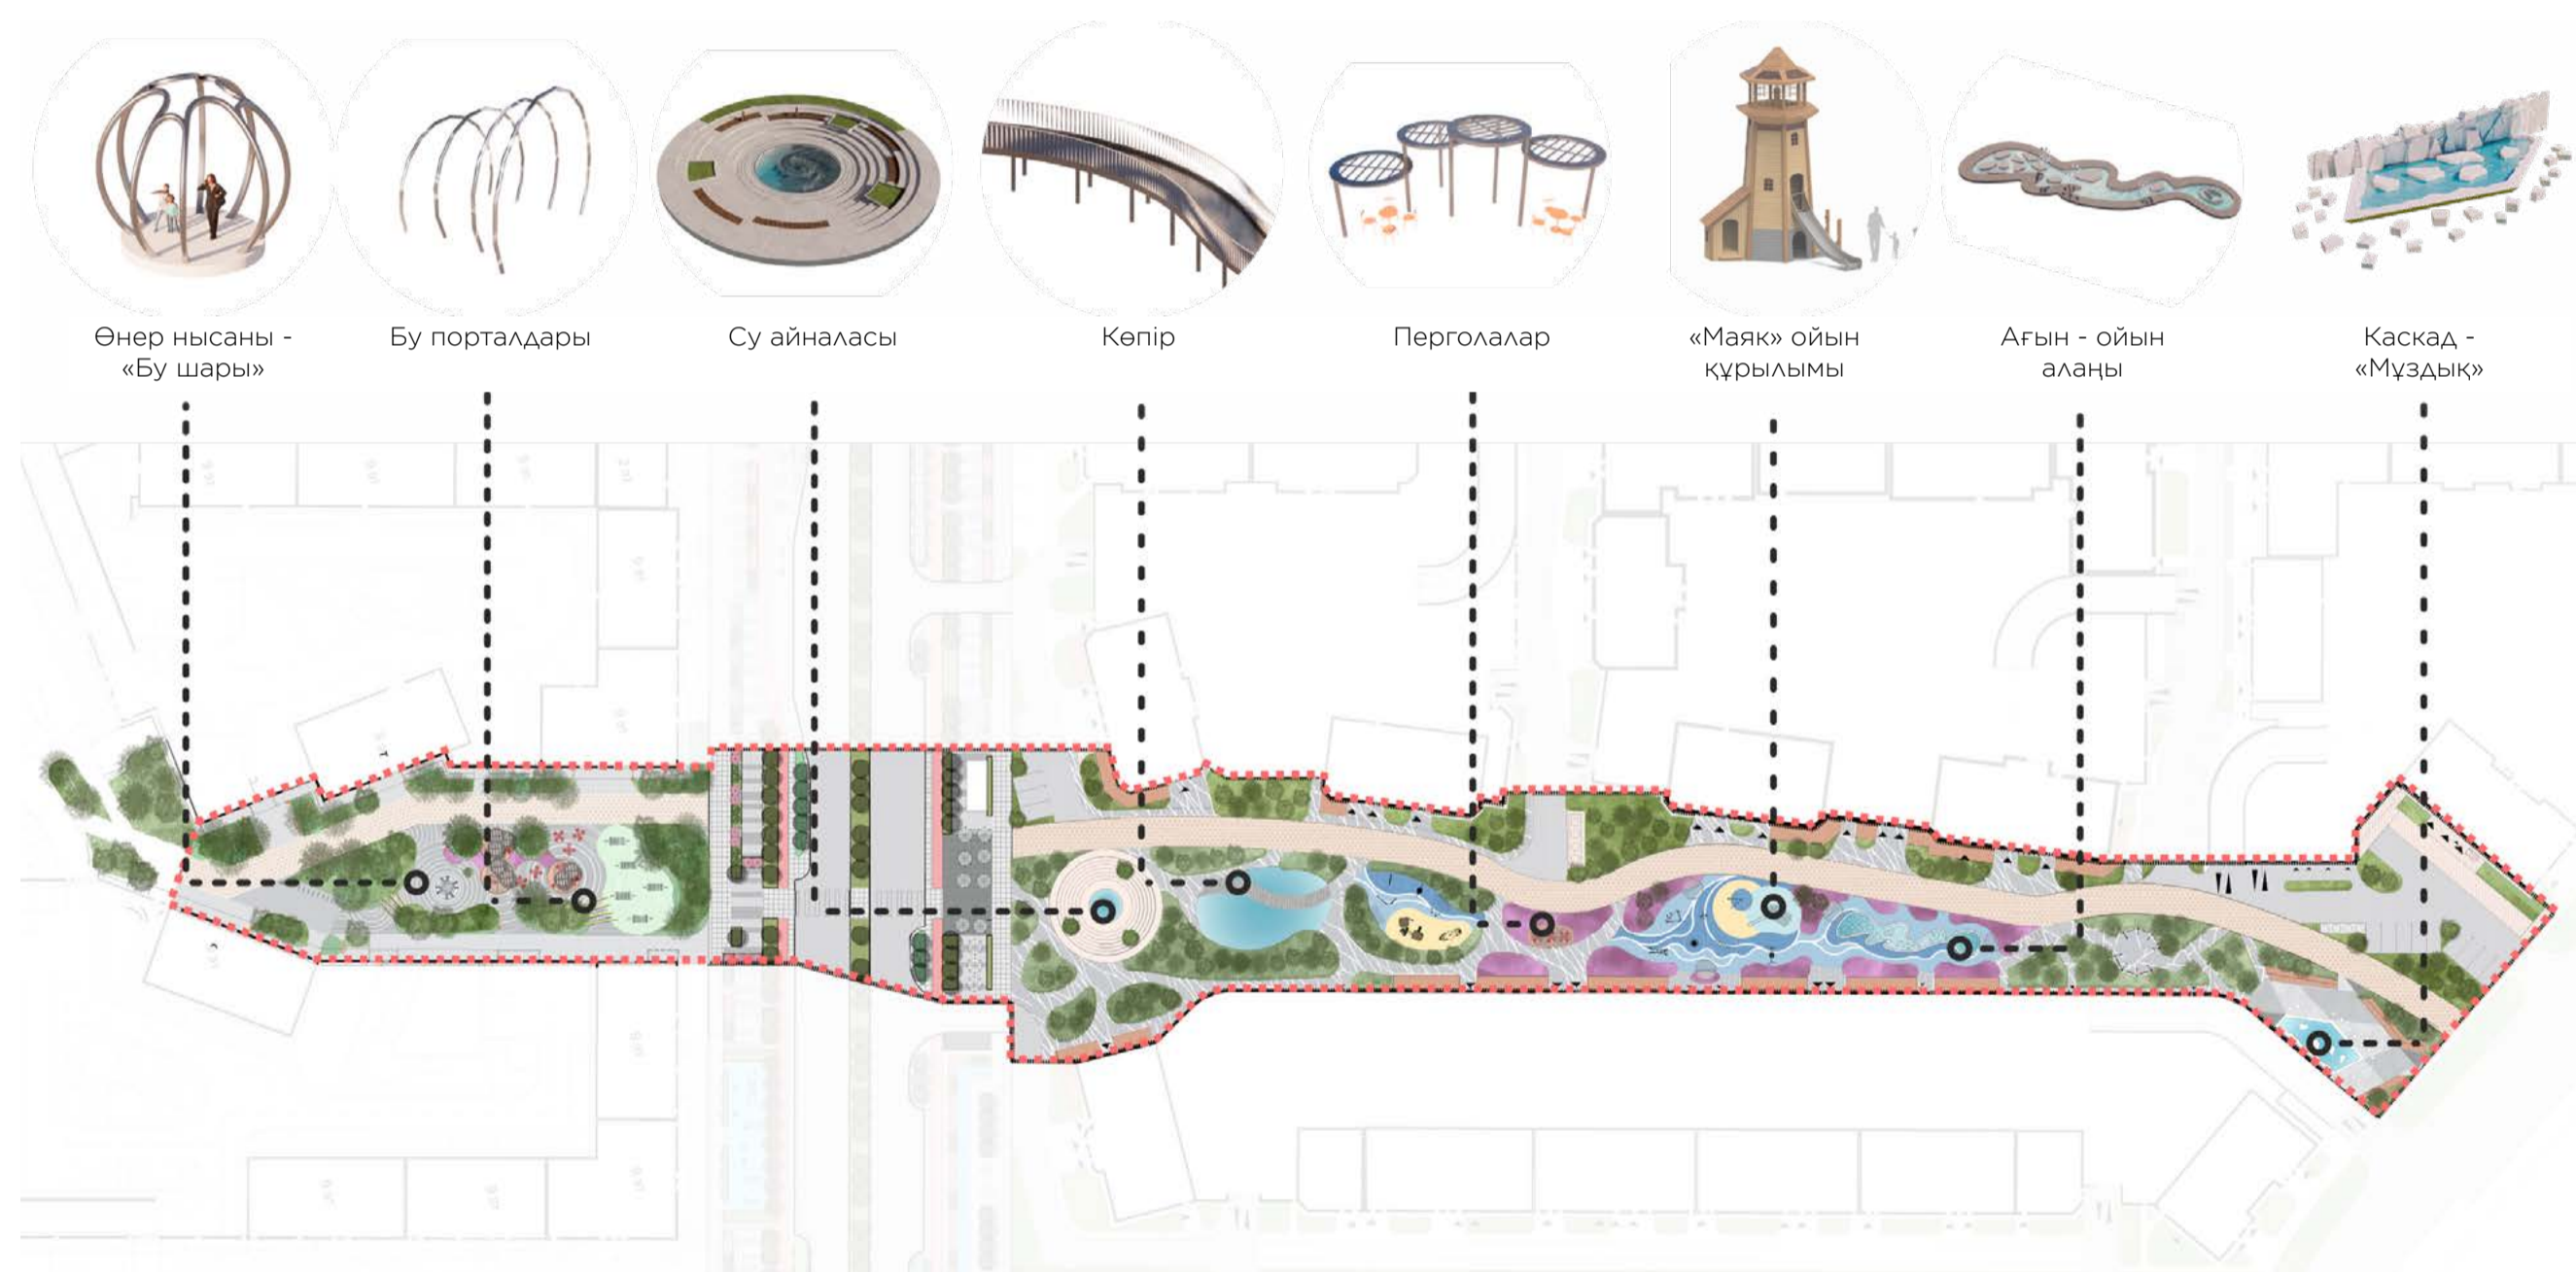 Өнер нысаны -
«Бу шары»
Бу порталдары
Су айналасы
Көпір
Перголалар
«Маяк» ойын
құрылымы
Ағын - ойын
алаңы
Каскад -
«Мұздық»